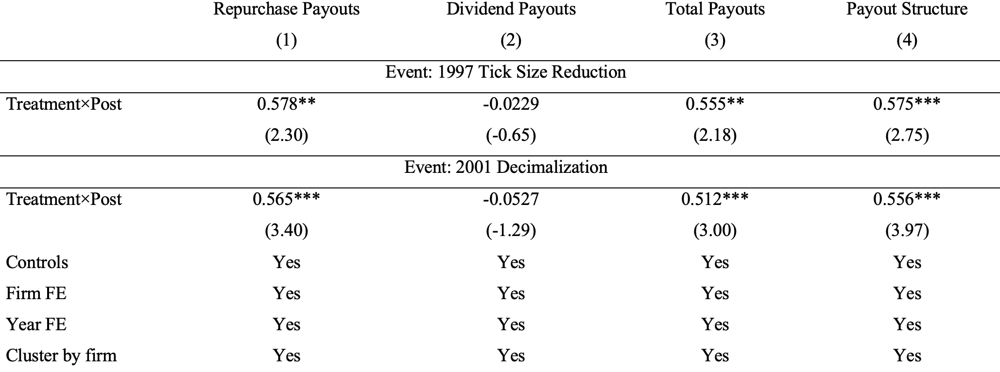 Repurchase Payouts Dividend Payouts Total Payouts Payout Structure
(1) (2) (3) (4)
Event: 1997 Tick Size Reduction
Treatment×Post 0.578** -0.0229 0.555** 0.575***
(2.30) (-0.65) (2.18) (2.75)
Event: 2001 Decimalization
Treatment×Post 0.565*** -0.0527 0.512*** 0.556***
(3.40) (-1.29) (3.00) (3.97)
Controls Yes Yes Yes Yes
Firm FE Yes Yes Yes Yes
Year FE Yes Yes Yes Yes
Cluster by firm Yes Yes Yes Yes